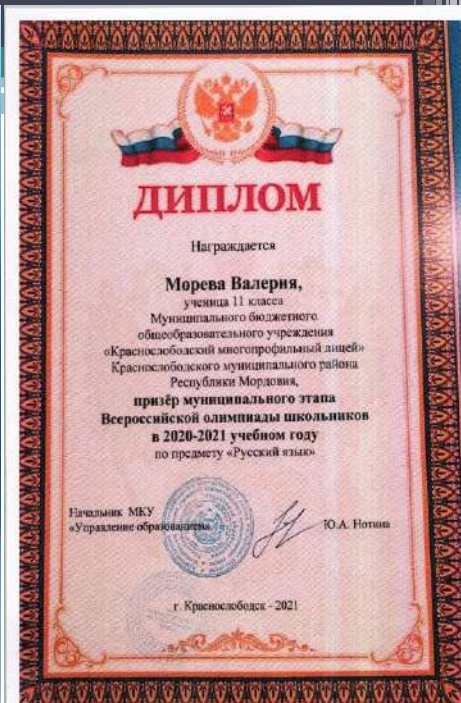 ДИПЛОМ
Награждается
Морева Валерия,
ученица 11 класса
Муниципального бюджетного
общеобразовательного учреждения
«Краснослободский многопрофильный лицей»
Краснослободского муниципального района
Республики Мордовия,
призёр муниципального этапа
Всероссийской олимпиады школьников
в 2020-2021 учебном году
по предмету «Русский язык»
Начальник МКУ
«Управление образованием»
Ю.А. Нотина
г. Краснослободск - 2021